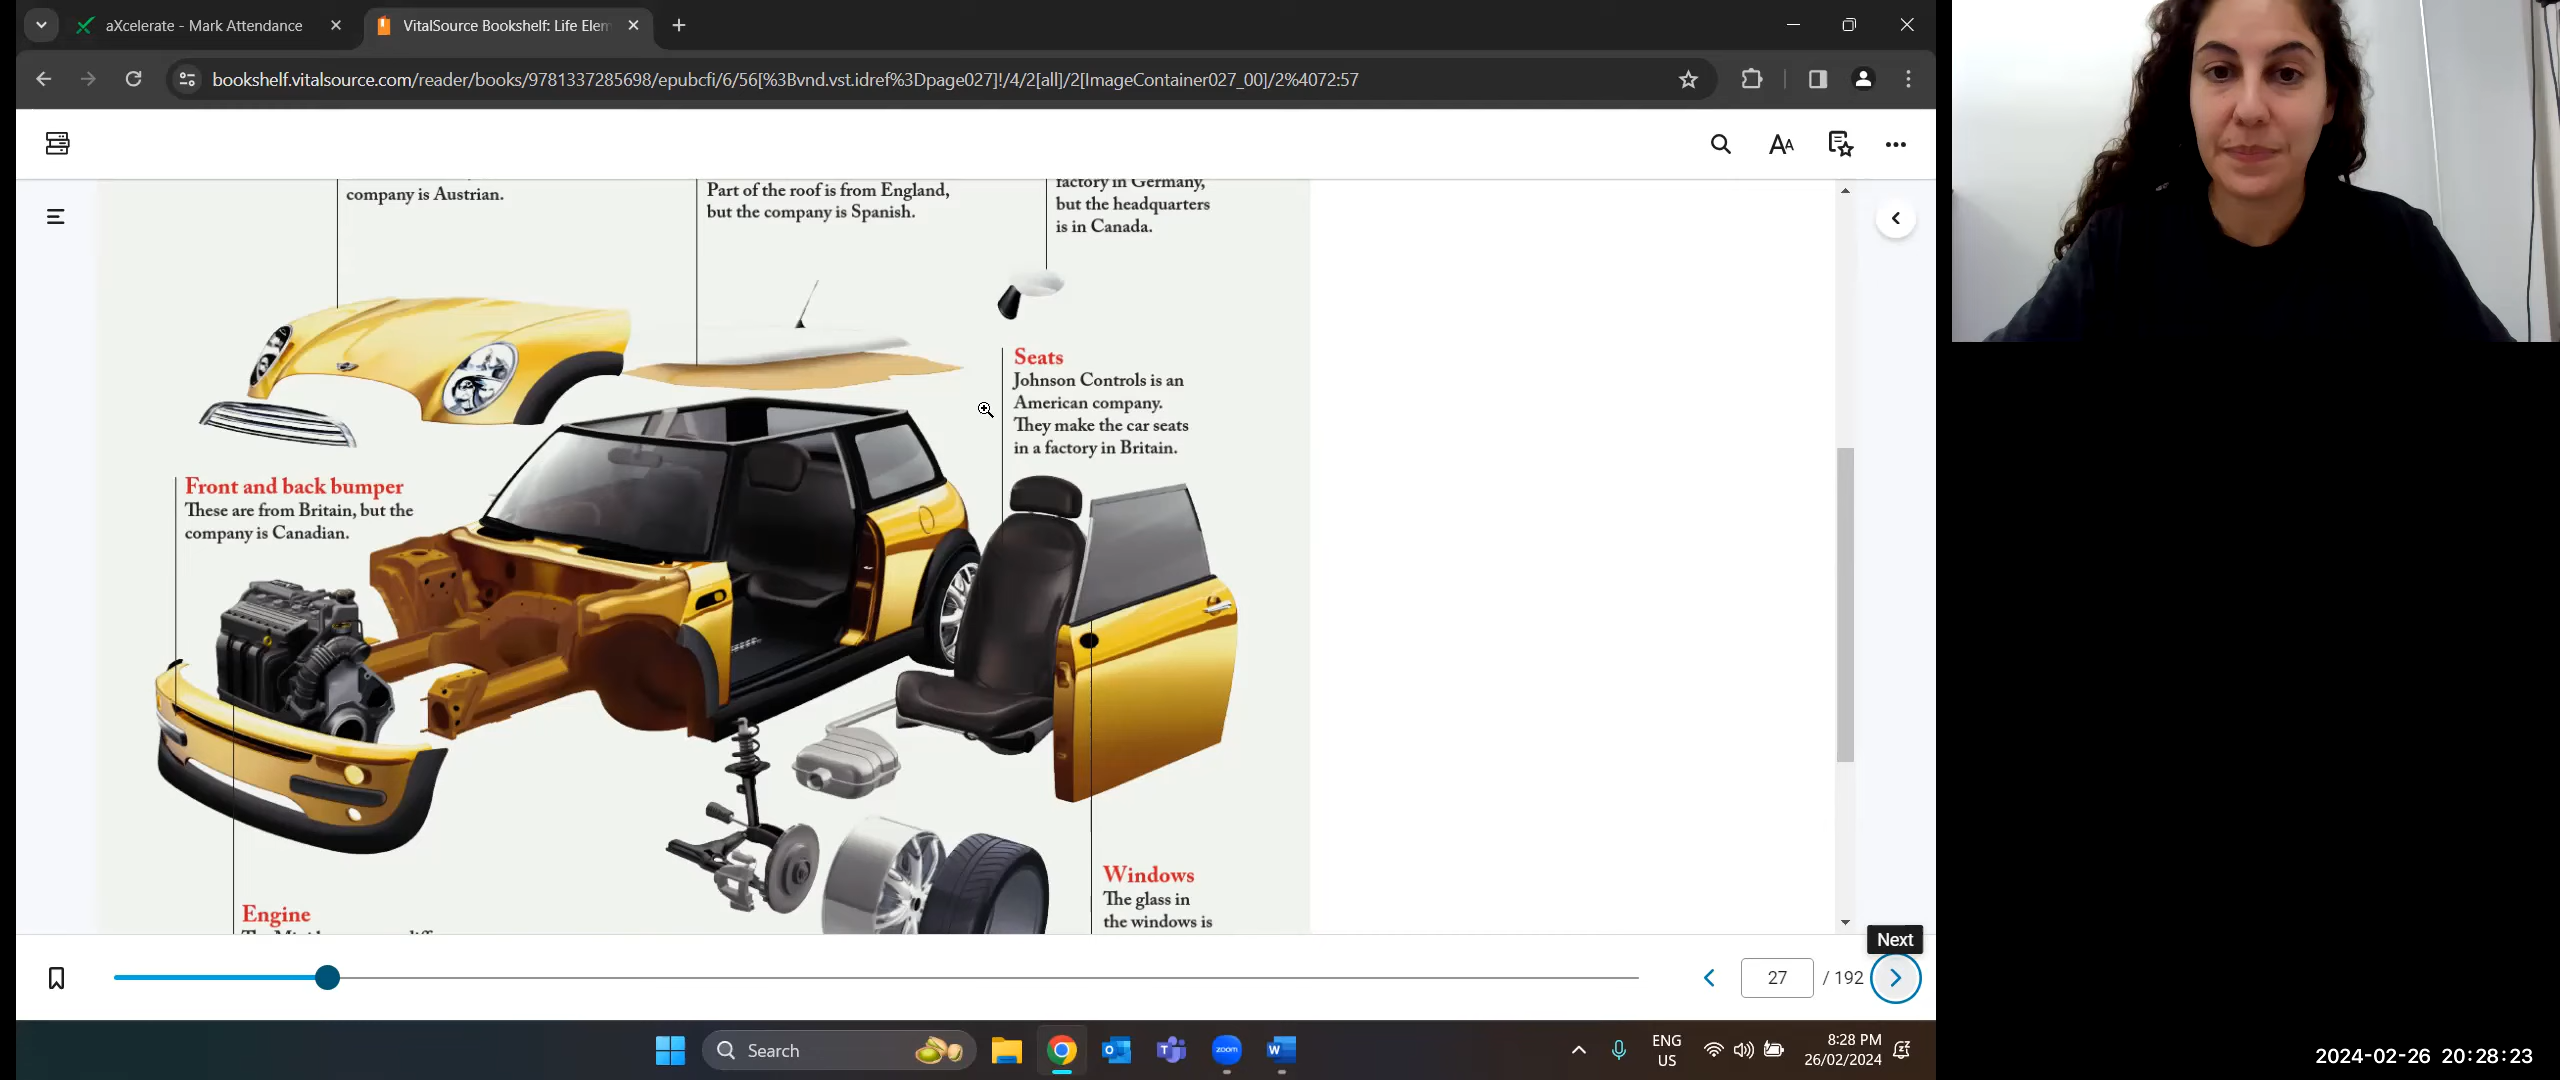 aXcelerate - Mark Attendance
VitalSource Bookshelf: Life Elem
bookshelf.vitalsource.com/reader/books/9781337285698/epubcfi/6/56[%3Bvnd.vst.idref%3Dpage027]!/4/2[all]/2[ImageContainer027_00]/2%4072:57
company is Austrian.
Part of the roof is from England,
but the company is Spanish.
factory in Germany,
but the headquarters
is in Canada.
Seats
Johnson Controls is an
American company.
They make the car seats
in a factory in Britain.
Front and back bumper
These are from Britain, but the
company is Canadian.
Engine
Windows
The glass in
the windows is
Next
27 / 192
Search
ENG
US
8:28 PM
26/02/2024
2024-02-26 20:28:23